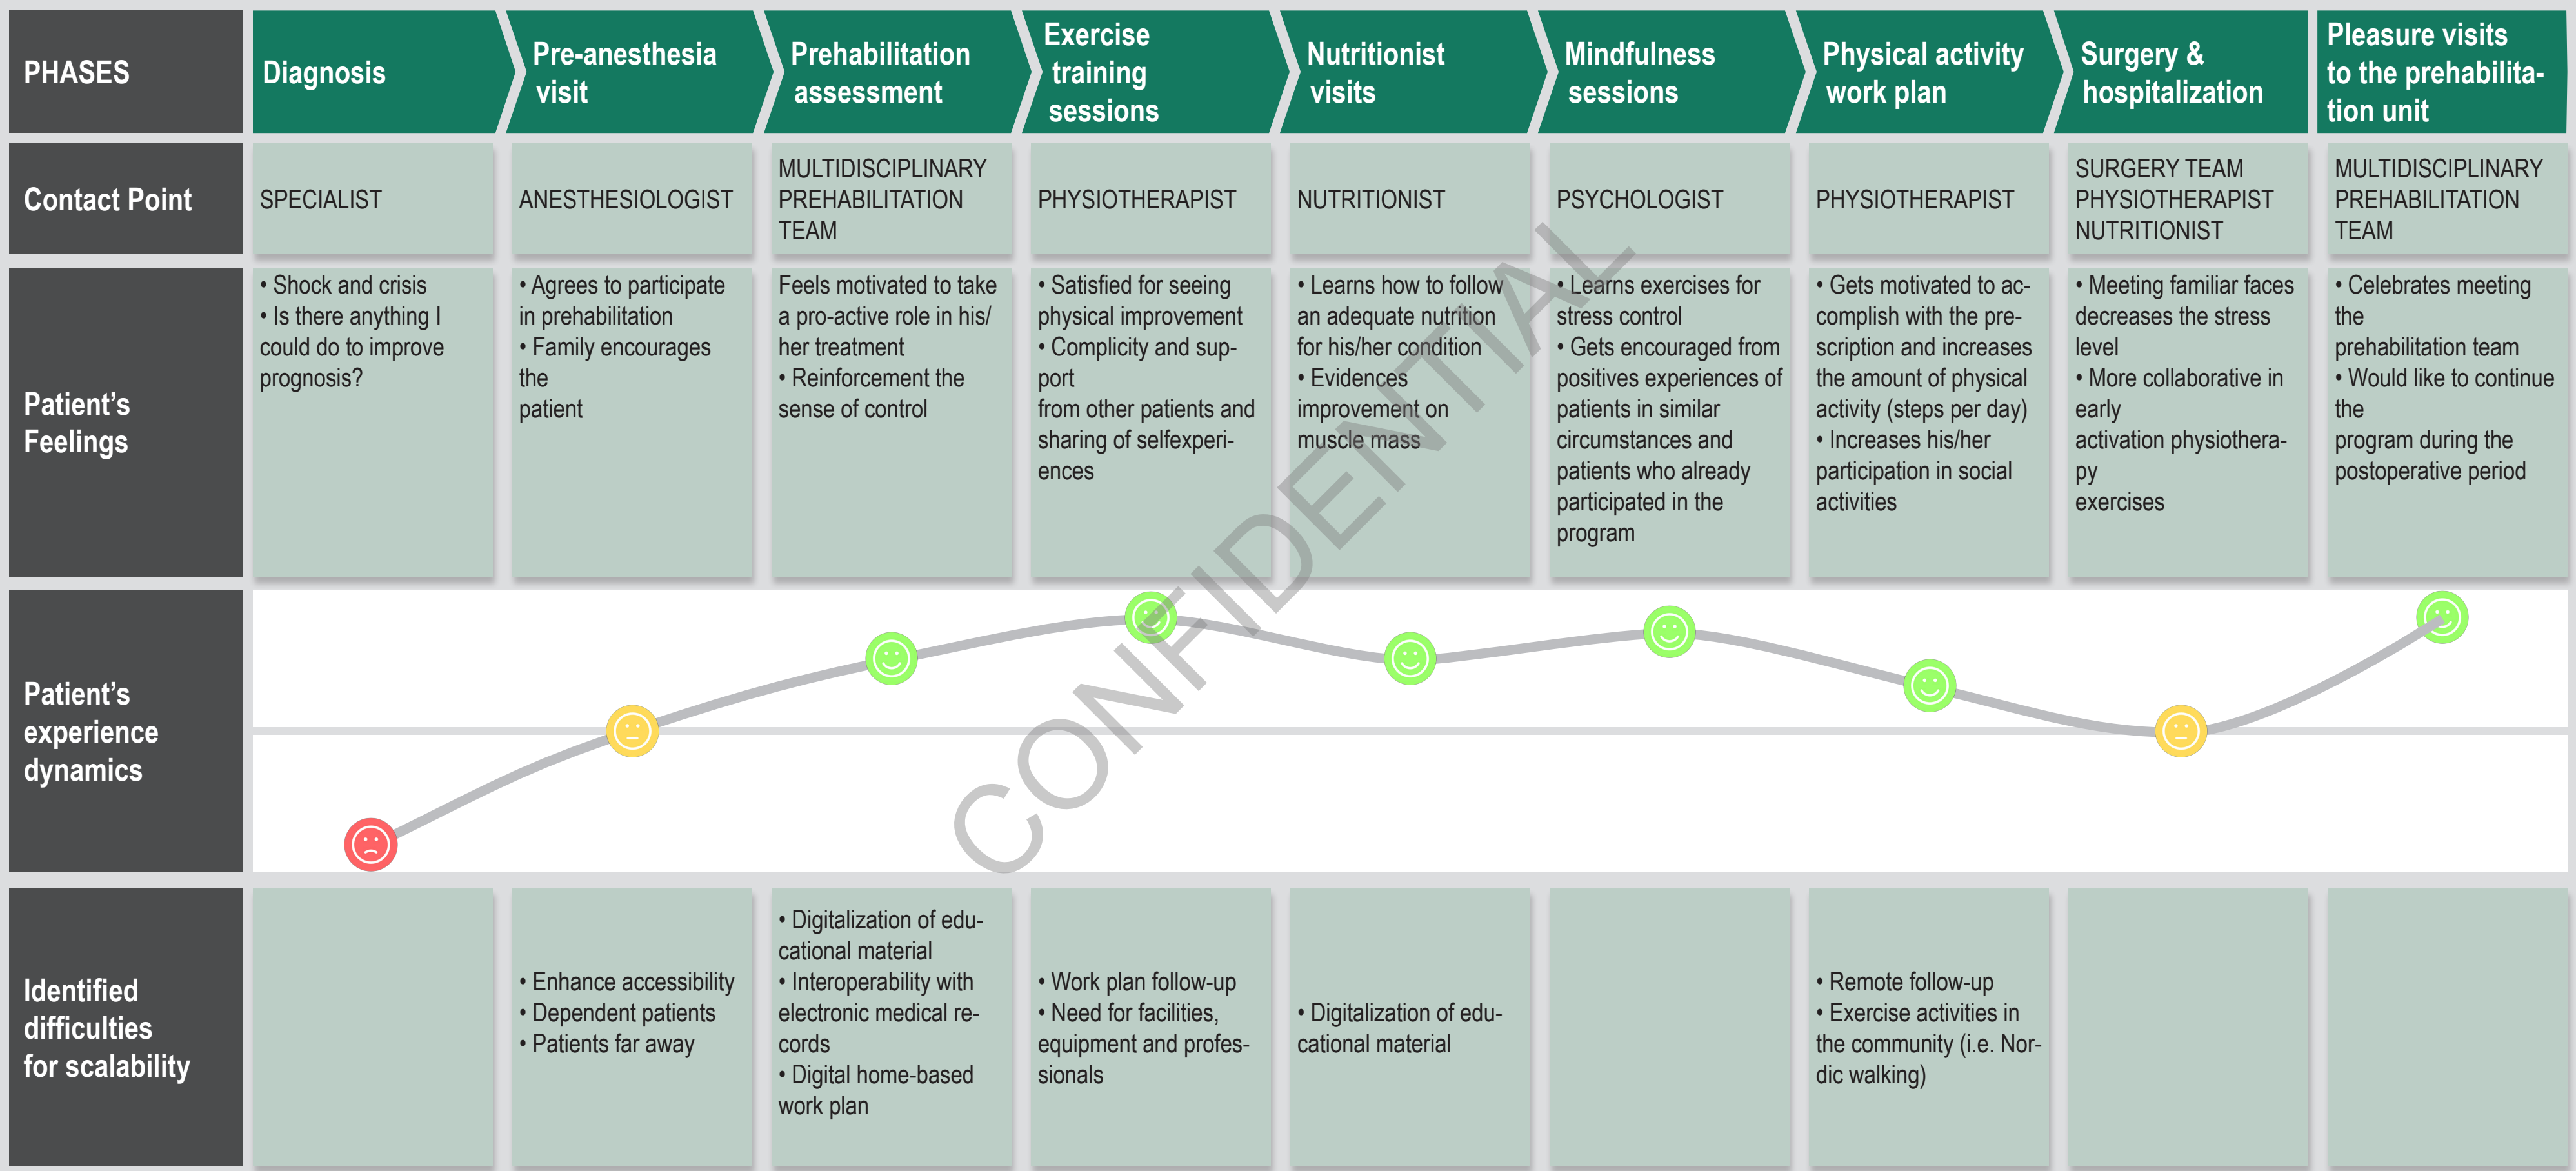 PHASES
Diagnosis
Pre-anesthesia
visit
Prehabilitation
assessment
Exercise
training
sessions
Nutritionist
visits
Mindfulness
sessions
Physical activity
work plan
Surgery &
hospitalization
Pleasure visits
to the prehabilita-
tion unit
Contact Point
SPECIALIST
ANESTHESIOLOGIST
MULTIDISCIPLINARY
PREHABILITATION
TEAM
PHYSIOTHERAPIST
NUTRITIONIST
PSYCHOLOGIST
PHYSIOTHERAPIST
SURGERY TEAM
PHYSIOTHERAPIST
NUTRITIONIST
MULTIDISCIPLINARY
PREHABILITATION
TEAM
Patient’s
Feelings
• Shock and crisis
• Is there anything I
could do to improve
prognosis?
• Agrees to participate
in prehabilitation
• Family encourages
the
patient
Feels motivated to take
a pro-active role in his/
her treatment
• Reinforcement the
sense of control
• Satisfied for seeing
physical improvement
• Complicity and sup-
port
from other patients and
sharing of selfexperi-
ences
• Learns how to follow
an adequate nutrition
for his/her condition
• Evidences
improvement on
muscle mass
• Learns exercises for
stress control
• Gets encouraged from
positives experiences of
patients in similar
circumstances and
patients who already
participated in the
program
• Gets motivated to ac-
complish with the pre-
scription and increases
the amount of physical
activity (steps per day)
• Increases his/her
participation in social
activities
• Meeting familiar faces
decreases the stress
level
• More collaborative in
early
activation physiothera-
py
exercises
• Celebrates meeting
the
prehabilitation team
• Would like to continue
the
program during the
postoperative period
Patient’s
experience
dynamics
CONFIDENTIAL
Identified
difficulties
for scalability
• Enhance accessibility
• Dependent patients
• Patients far away
• Digitalization of edu-
cational material
• Interoperability with
electronic medical re-
cords
• Digital home-based
work plan
• Work plan follow-up
• Need for facilities,
equipment and profes-
sionals
• Digitalization of edu-
cational material
• Remote follow-up
• Exercise activities in
the community (i.e. Nor-
dic walking)